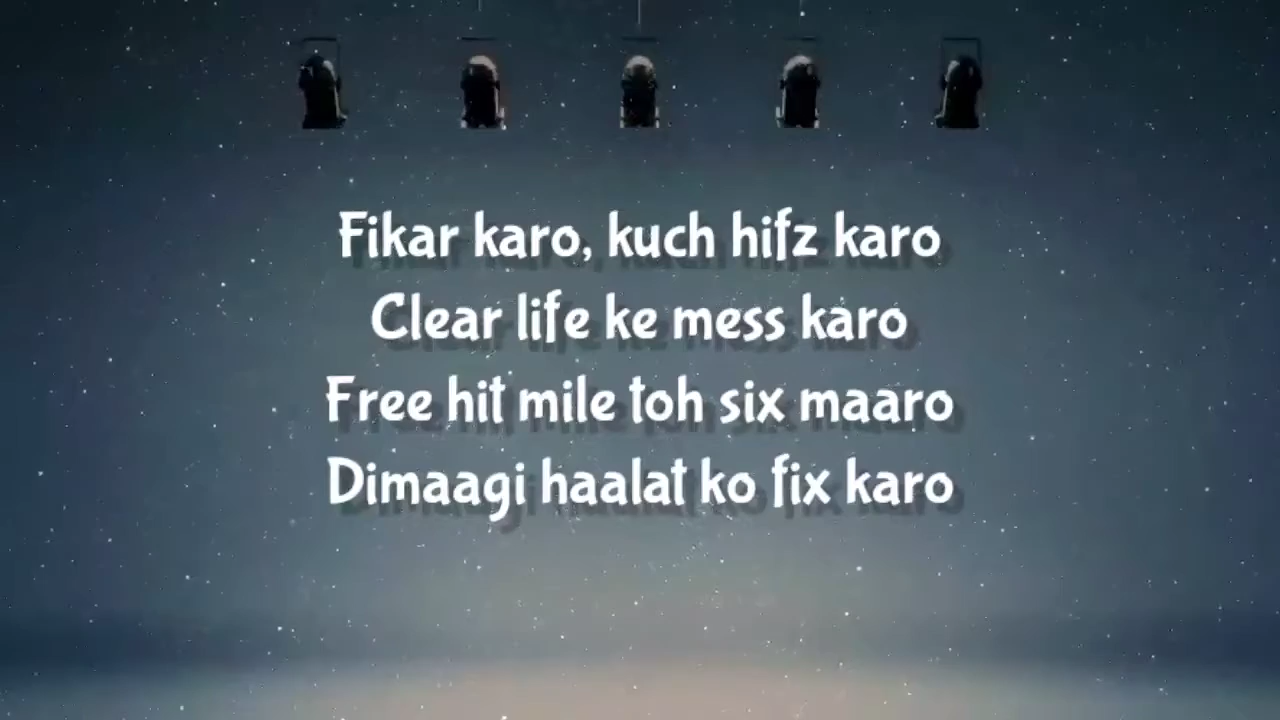 Fikar karo, kuch hifz karo
Clear life ke mess karo
Free hit mile toh six maaro
Dimaagi haalat ko fix karo